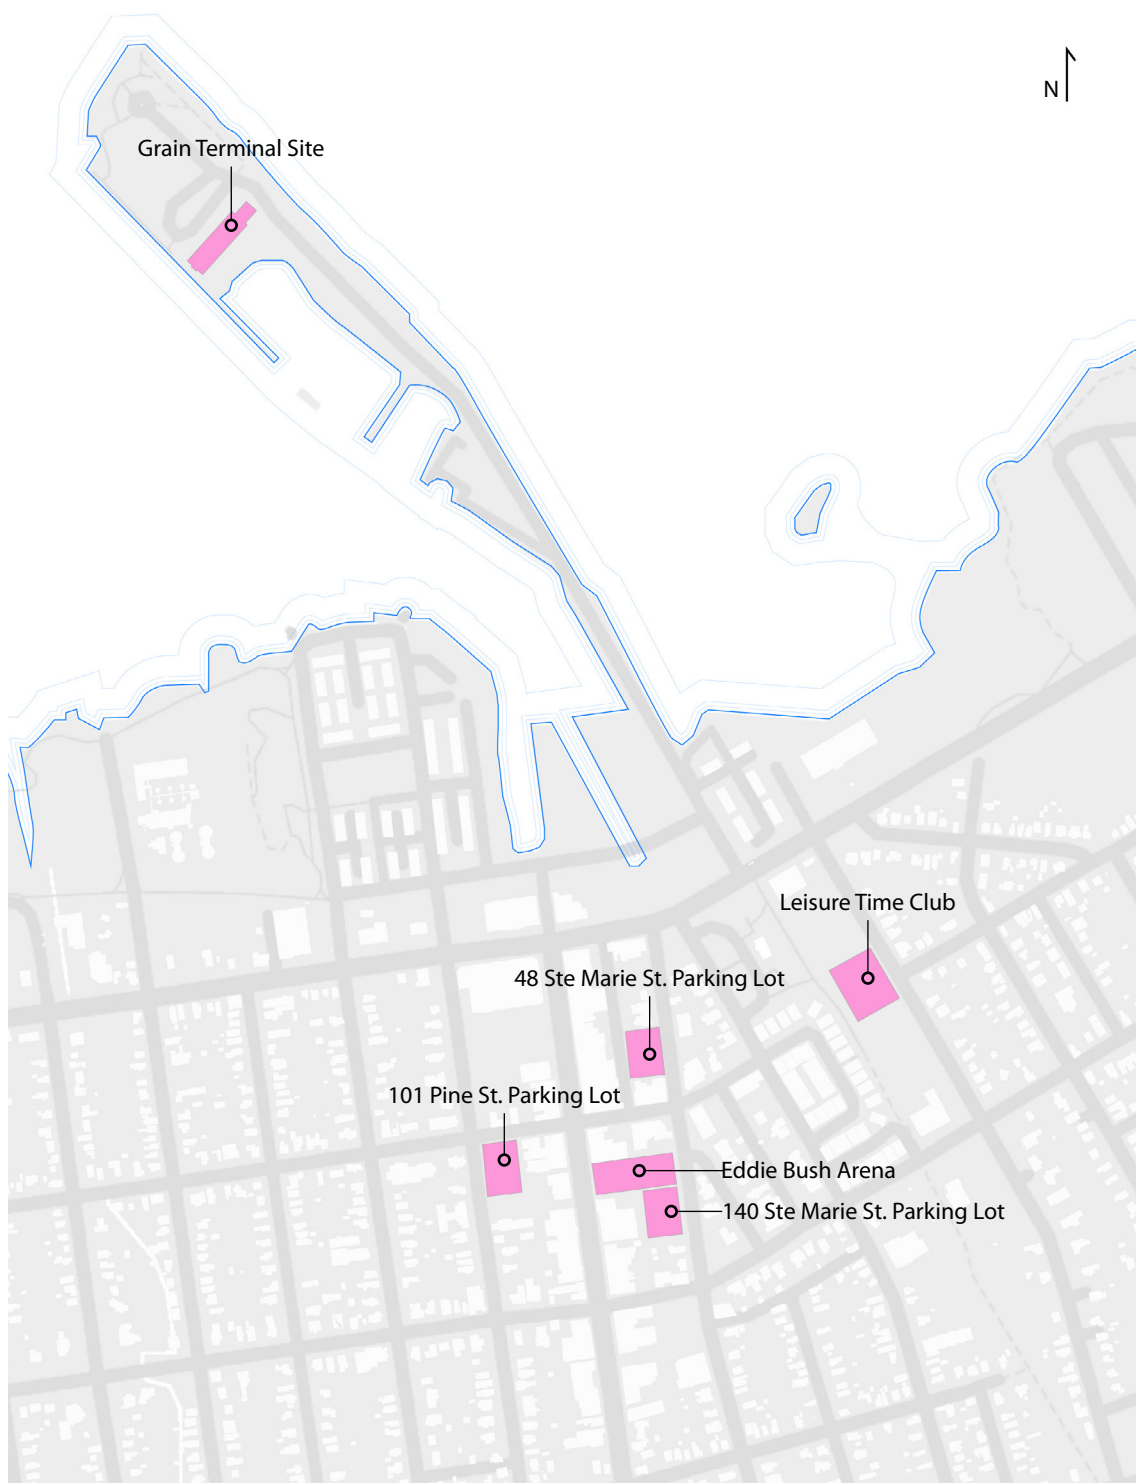 N
Grain Terminal Site
Leisure Time Club
48 Ste Marie St. Parking Lot
101 Pine St. Parking Lot
Eddie Bush Arena
140 Ste Marie St. Parking Lot